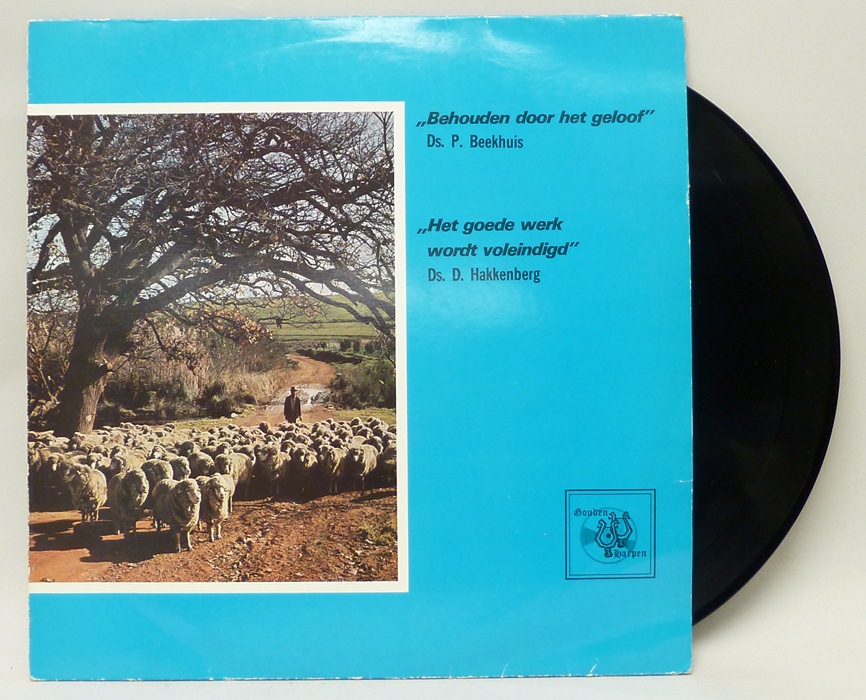 „Behouden door het geloof”
Ds. P. Beekhuis
„Het goede werk
wordt voleindigd”
Ds. D. Hakkenberg
Gouden
Harpen